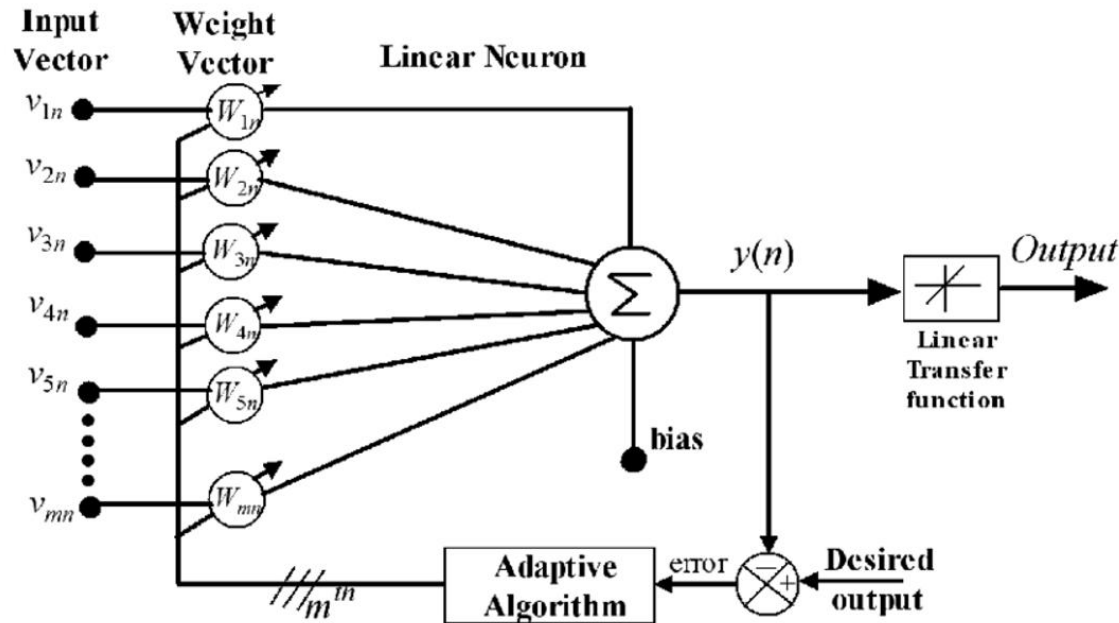 Input
Vector
Weight
Vector
Linear Neuron
v1n
W1n
v2n
W2n
v3n
W3n
v4n
W4n
v5n
W5n
vmn
Wmn
Σ
y(n)
Output
Linear
Transfer
function
bias
Adaptive
Algorithm
error
− +
Desired
output
m th